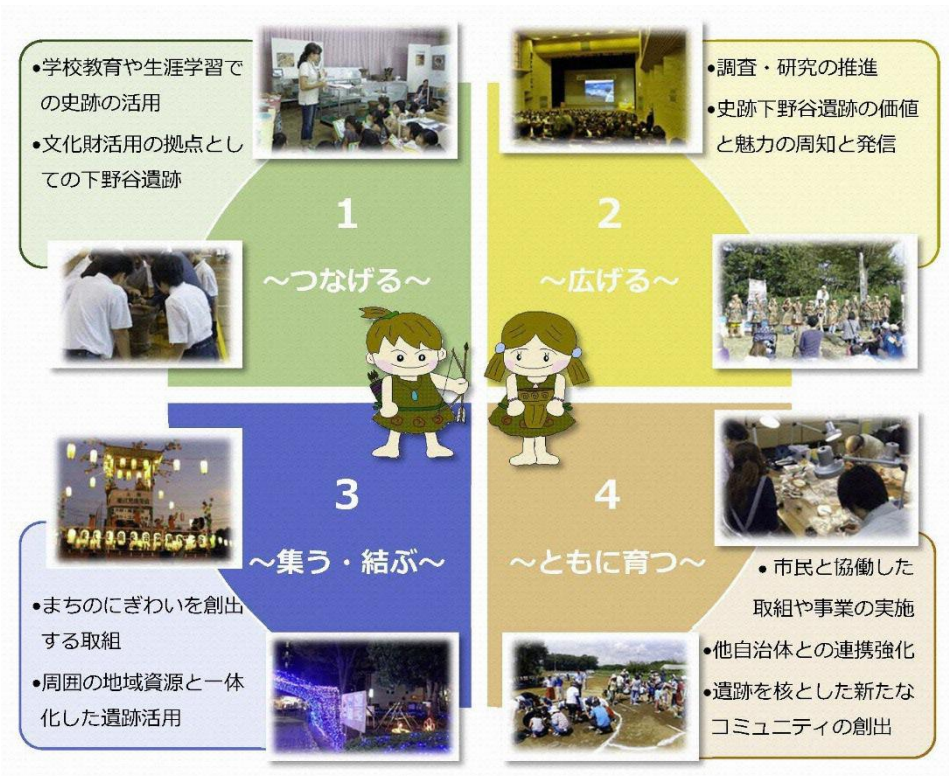 •学校教育や生涯学習で
の史跡の活用
•文化財活用の拠点とし
ての下野谷遺跡
1
～つなげる～
•調査・研究の推進
•史跡下野谷遺跡の価値
と魅力の周知と発信
2
～広げる～
3
～集う・結ぶ～
•まちのにぎわいを創出
する取組
•周囲の地域資源と一体
化した遺跡活用
4
～ともに育つ～
•市民と協働した
取組や事業の実施
•他自治体との連携強化
•遺跡を核とした新たな
コミュニティの創出